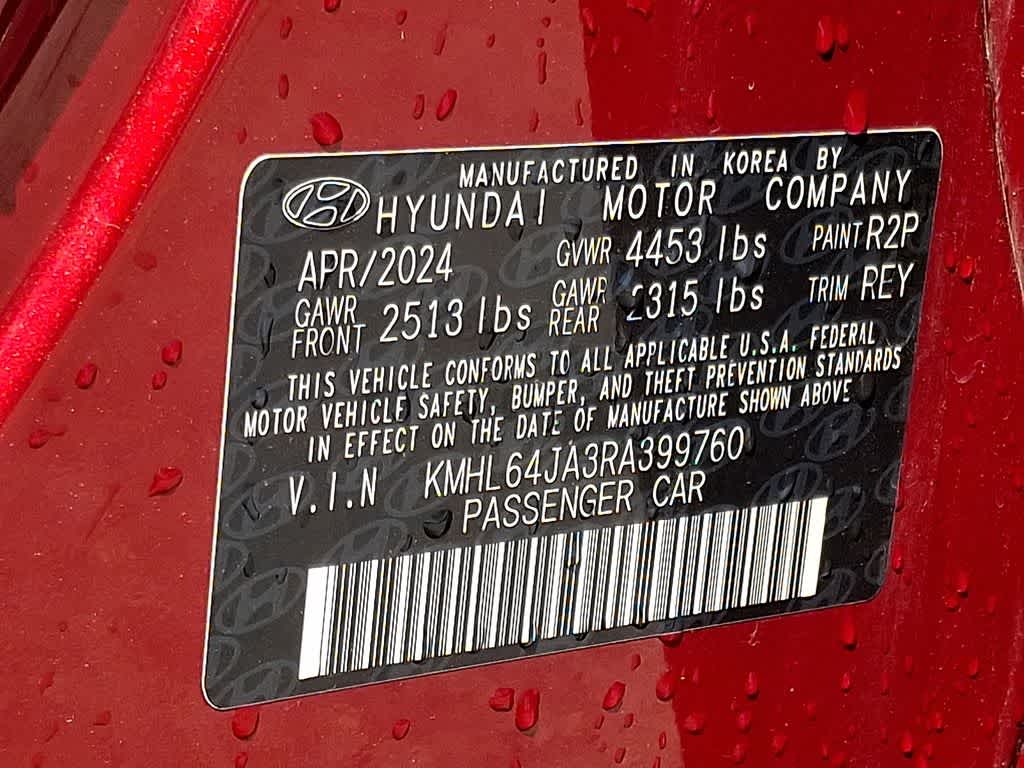 MANUFACTURED IN KOREA BY
HYUNDAI MOTOR COMPANY
APR/2024 GVWR 4453 lbs PAINT R2P
GAWR FRONT 2513 lbs GAWR REAR 2315 lbs TRIM REY
THIS VEHICLE CONFORMS TO ALL APPLICABLE U.S.A. FEDERAL
MOTOR VEHICLE SAFETY, BUMPER, AND THEFT PREVENTION STANDARDS
IN EFFECT ON THE DATE OF MANUFACTURE SHOWN ABOVE
V.I.N KMHL64JA3RA399760
PASSENGER CAR